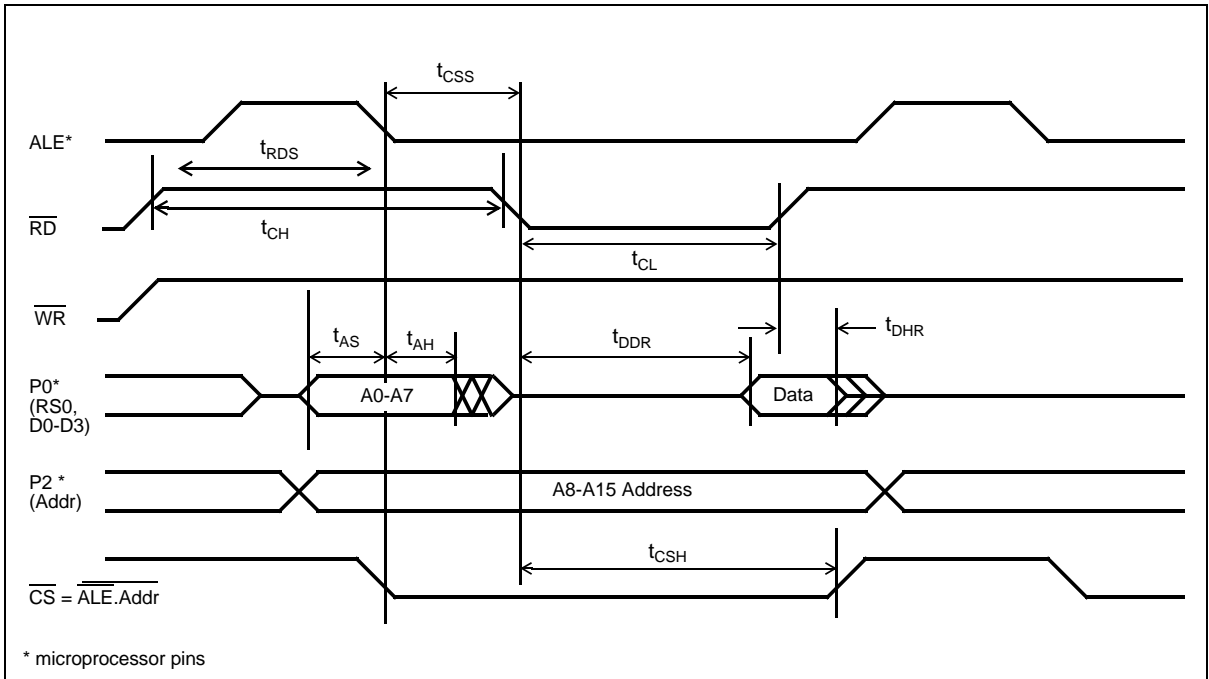 tCSS
ALE*
tRDS
RD
tCH
tCL
WR
tAS
tAH
tDDR
tDHR
P0*
(RS0,
D0-D3)
A0-A7
Data
P2 *
(Addr)
A8-A15 Address
tCSH
CS = ALE.Addr
* microprocessor pins